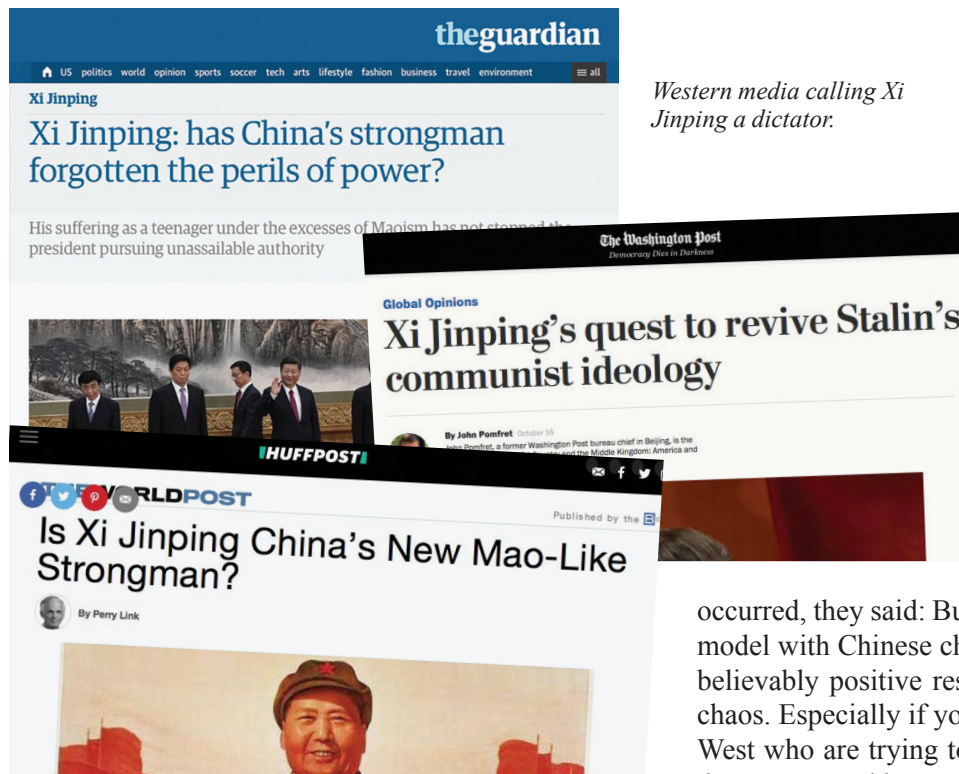 theguardian
US politics world opinion sports soccer tech arts lifestyle fashion business travel environment all
Xi Jinping
Xi Jinping: has China's strongman
forgotten the perils of power?
His suffering as a teenager under the excesses of Maoism has not stopped the
president pursuing unassailable authority
Western media calling Xi
Jinping a dictator.
The Washington Post
Democracy Dies in Darkness
Global Opinions
Xi Jinping's quest to revive Stalin's
communist ideology
By John Pomfret October 16
John Pomfret, a former Washington Post bureau chief in Beijing, is the
and the Middle Kingdom: America and
HUFFPOST
THE WORLDPOST
Published by the
Is Xi Jinping China's New Mao-Like
Strongman?
By Perry Link
occurred, they said: Bu
model with Chinese ch
believably positive res
chaos. Especially if yo
West who are trying to